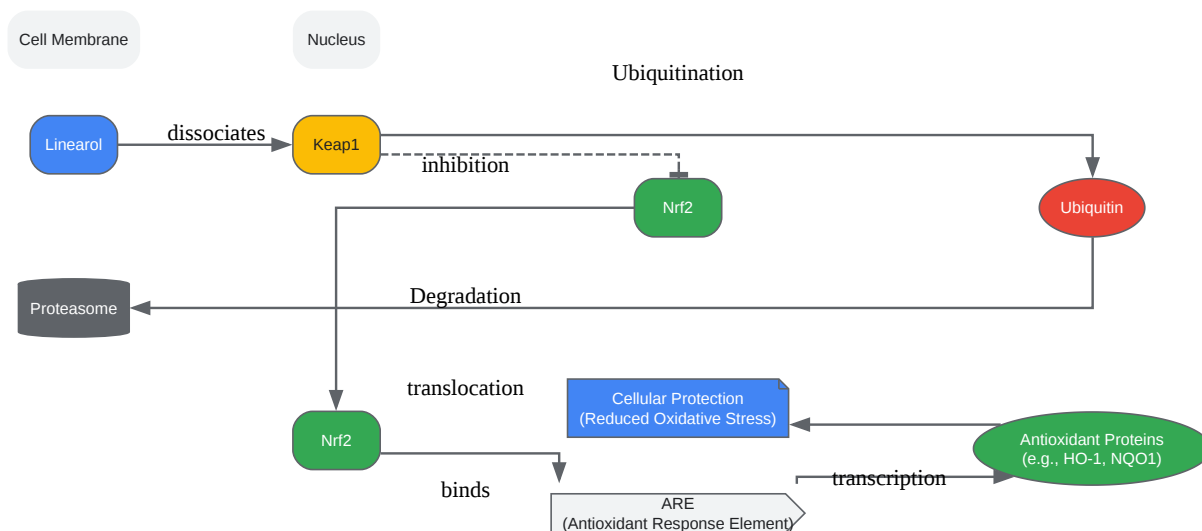 Cell Membrane
Nucleus
Ubiquitination
Linearol
dissociates
Keap1
inhibition
Nrf2
Ubiquitin
Proteasome
Degradation
translocation
Cellular Protection
(Reduced Oxidative Stress)
Nrf2
Antioxidant Proteins
(e.g., HO-1, NQO1)
binds
transcription
ARE
(Antioxidant Response Element)